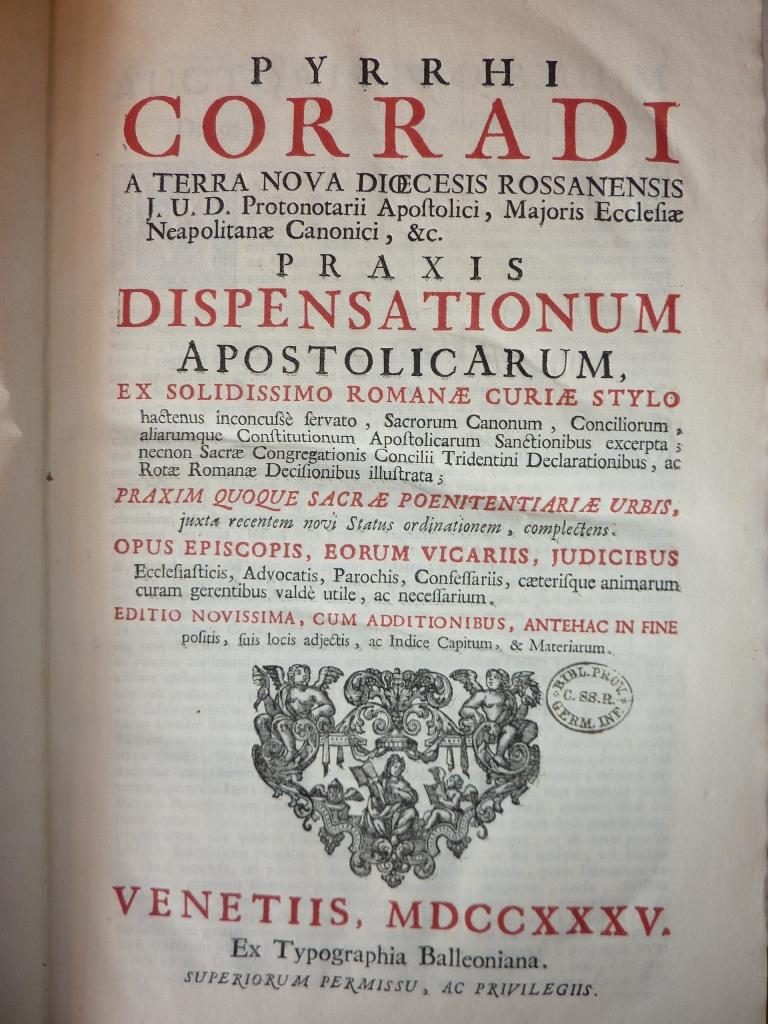 PYRRHI
CORRADI
A TERRA NOVA DIŒCESIS ROSSANENSIS
J. U. D. Protonotarii Apoſtolici, Majoris Eccleſiæ
Neapolitanæ Canonici, &c.
PRAXIS
DISPENSATIONUM
APOSTOLICARUM,
EX SOLIDISSIMO ROMANÆ CURIÆ STYLO
hactenus inconcuſsè ſervato, Sacrorum Canonum, Conciliorum,
aliarumque Conſtitutionum Apoſtolicarum Sanctionibus excerpta;
necnon Sacræ Congregationis Concilii Tridentini Declarationibus, ac
Rotæ Romanæ Deciſionibus illuſtrata;
PRAXIM QUOQUE SACRÆ POENITENTIARIÆ URBIS,
juxta recentem novi Status ordinationem, complectens.
OPUS EPISCOPIS, EORUM VICARIIS, JUDICIBUS
Eccleſiaſticis, Advocatis, Parochis, Confeſſariis, cæteriſque animarum
curam gerentibus valdè utile, ac neceſſarium.
EDITIO NOVISSIMA, CUM ADDITIONIBUS, ANTEHAC IN FINE
poſitis, ſuis locis adjectis, ac Indice Capitum, & Materiarum.
BIBL. PROV.
C. SS. R.
GERM. INF.
VENETIIS, MDCCXXXV.
Ex Typographia Balleoniana.
SUPERIORUM PERMISSU, AC PRIVILEGIIS.